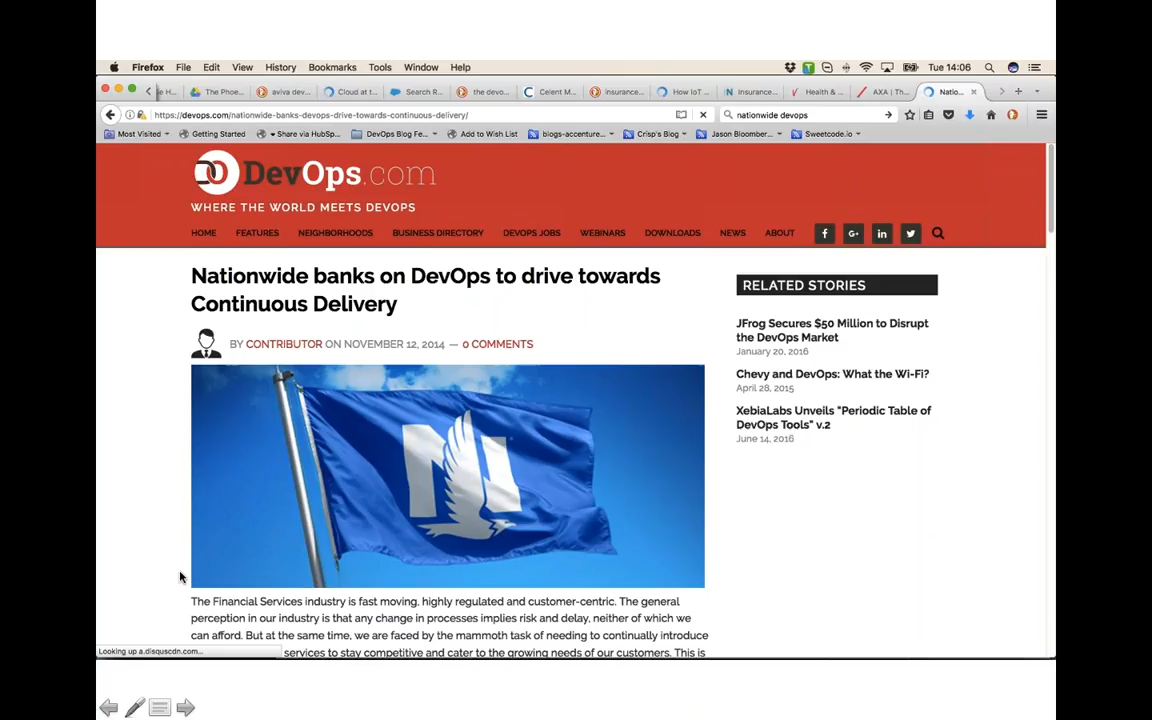 Firefox File Edit View History Bookmarks Tools Window Help Tue 14:06
The Phoe... aviva dev... Cloud at t... Search R... the devo... Celent M... insurance... How IoT ... Insurance... Health & ... AXA | Th... Natio...
https://devops.com/nationwide-banks-devops-drive-towards-continuous-delivery/ nationwide devops
Most Visited Getting Started Share via HubSp... DevOps Blog Fe... Add to Wish List blogs-accenture... Crisp's Blog Jason Bloomber... Sweetcode.io
DevOps.com
WHERE THE WORLD MEETS DEVOPS
HOME FEATURES NEIGHBORHOODS BUSINESS DIRECTORY DEVOPS JOBS WEBINARS DOWNLOADS NEWS ABOUT
Nationwide banks on DevOps to drive towards
Continuous Delivery
BY CONTRIBUTOR ON NOVEMBER 12, 2014 — 0 COMMENTS
N
The Financial Services industry is fast moving, highly regulated and customer-centric. The general
perception in our industry is that any change in processes implies risk and delay, neither of which we
can afford. But at the same time, we are faced by the mammoth task of needing to continually introduce
services to stay competitive and cater to the growing needs of our customers. This is
RELATED STORIES
JFrog Secures $50 Million to Disrupt
the DevOps Market
January 20, 2016
Chevy and DevOps: What the Wi-Fi?
April 28, 2015
XebiaLabs Unveils "Periodic Table of
DevOps Tools" v.2
June 14, 2016
Looking up a.disquscdn.com...